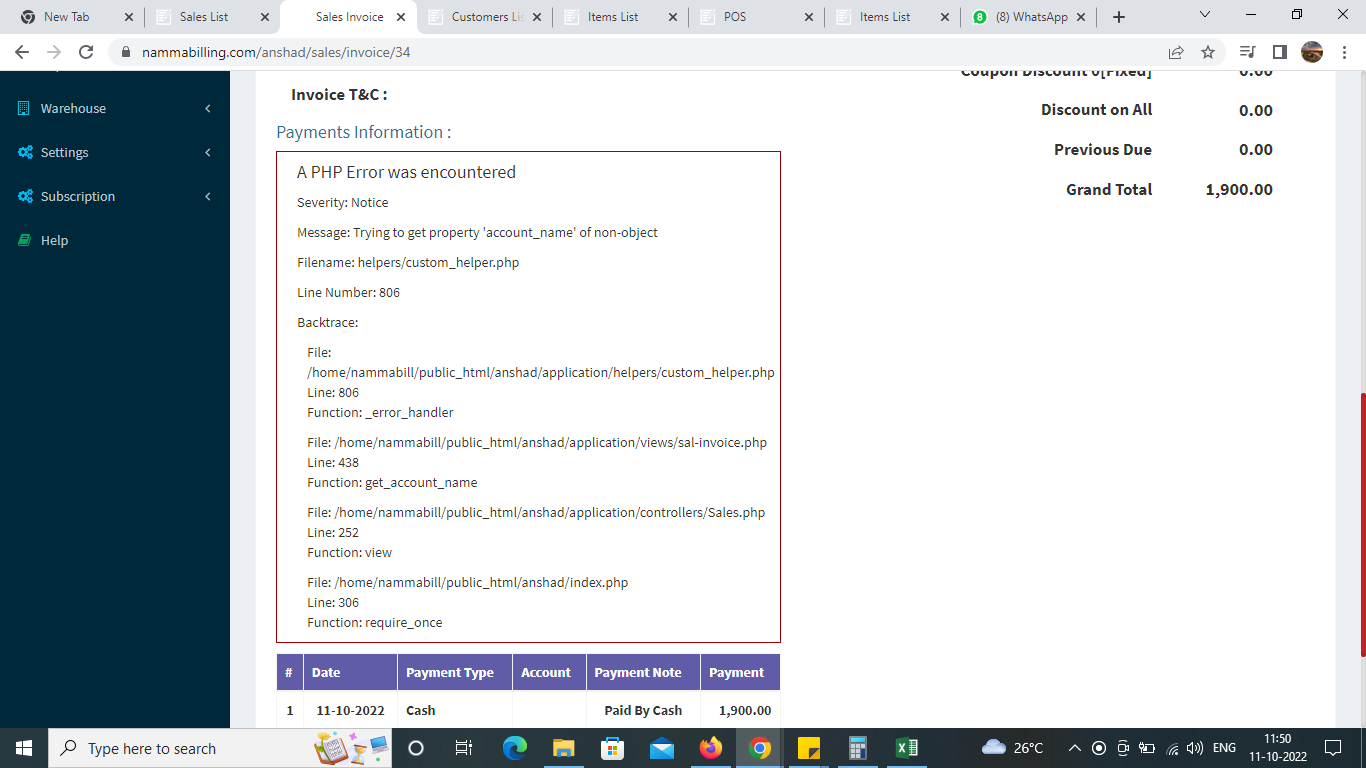 New Tab
Sales List
Sales Invoice
Customers Lis
Items List
POS
Items List
8
(8) WhatsApp
nammabilling.com/anshad/sales/invoice/34
Warehouse
Settings
Subscription
Help
Coupon Discount 0[Fixed] 0.00
Invoice T&C :
Discount on All 0.00
Payments Information :
Previous Due 0.00
Grand Total 1,900.00
A PHP Error was encountered
Severity: Notice
Message: Trying to get property 'account_name' of non-object
Filename: helpers/custom_helper.php
Line Number: 806
Backtrace:
File:
/home/nammabill/public_html/anshad/application/helpers/custom_helper.php
Line: 806
Function: _error_handler
File: /home/nammabill/public_html/anshad/application/views/sal-invoice.php
Line: 438
Function: get_account_name
File: /home/nammabill/public_html/anshad/application/controllers/Sales.php
Line: 252
Function: view
File: /home/nammabill/public_html/anshad/index.php
Line: 306
Function: require_once
# Date Payment Type Account Payment Note Payment
1 11-10-2022 Cash Paid By Cash 1,900.00
Type here to search
26°C
ENG
11:50
11-10-2022